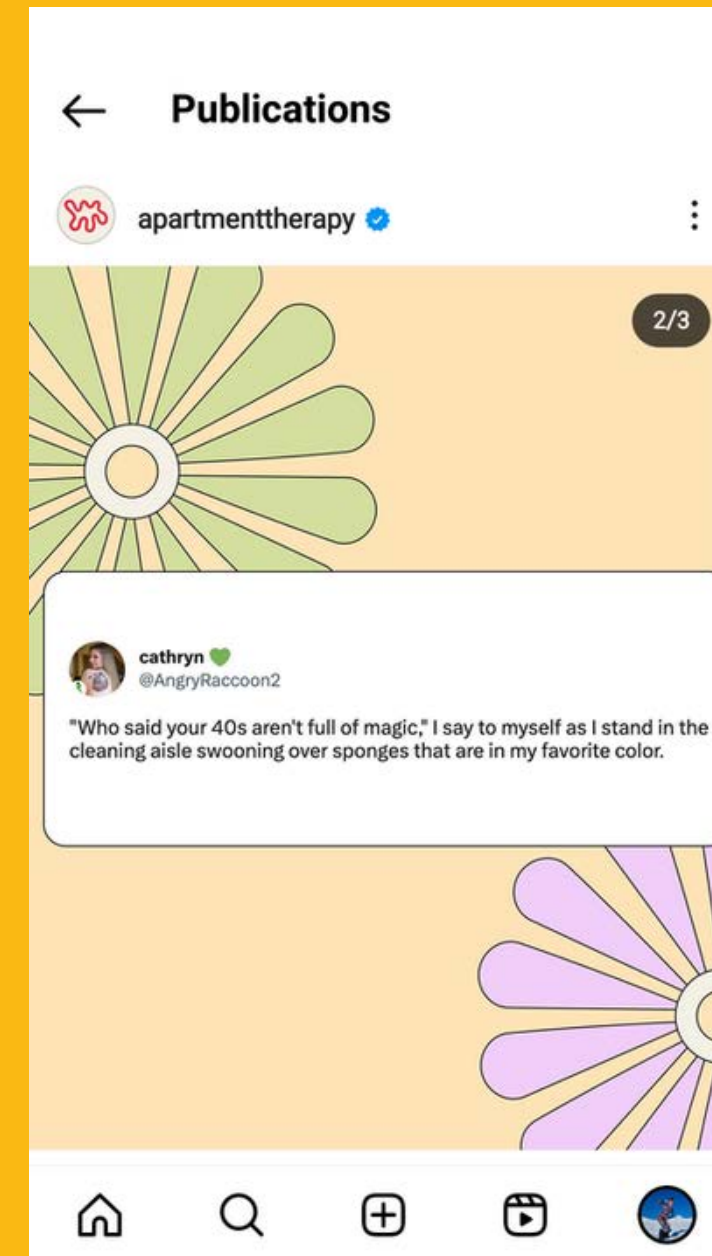 Publications
apartmenttherapy
2/3
cathryn 💚
@AngryRaccoon2
"Who said your 40s aren't full of magic," I say to myself as I stand in the
cleaning aisle swooning over sponges that are in my favorite color.